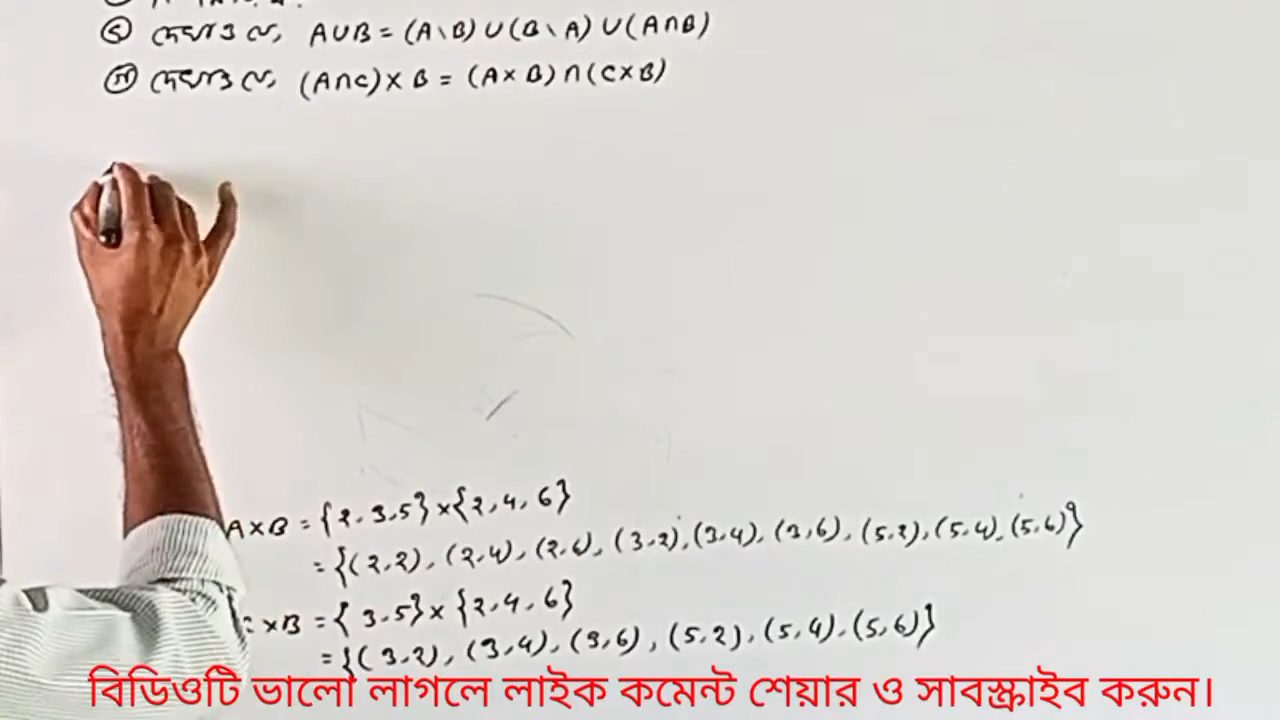 ⓖ দেখাও যে, A∪B = (A\B) ∪ (B\A) ∪ (A∩B)
দেখাও যে, (A∩C)×B = (A×B)∩(C×B)
A×B = {2,3,5}×{2,4,6}
= {(2,2), (2,4), (2,6), (3,2), (3,4), (3,6), (5,2), (5,4), (5,6)}
×B = {3,5}×{2,4,6}
= {(3,2), (3,4), (3,6), (5,2), (5,4), (5,6)}
বিডিওটি ভালো লাগলে লাইক কমেন্ট শেয়ার ও সাবস্ক্রাইব করুন।